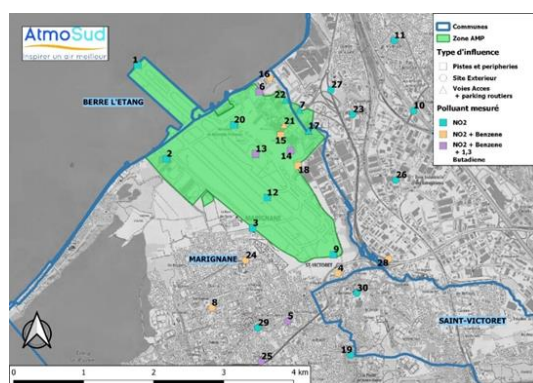 AtmoSud
Inspirer un air meilleur
Communes
Zone AMP
Type d'influence
Pistes et peripheries
Site Exterieur
Voies Acces
+ parking routiers
Polluant mesuré
NO2
NO2 + Benzene
NO2 + Benzene
+ 1,3
Butadiene
11
1
BERRE L'ETANG
16
6
27
22
7
23
10
20
21
17
15
2
13
14
18
26
12
3
9
ST-VICTORET
MARIGNANE
24
4
28
30
8
5
SAINT-VICTORET
29
19
25
0
1
2
3
4 km